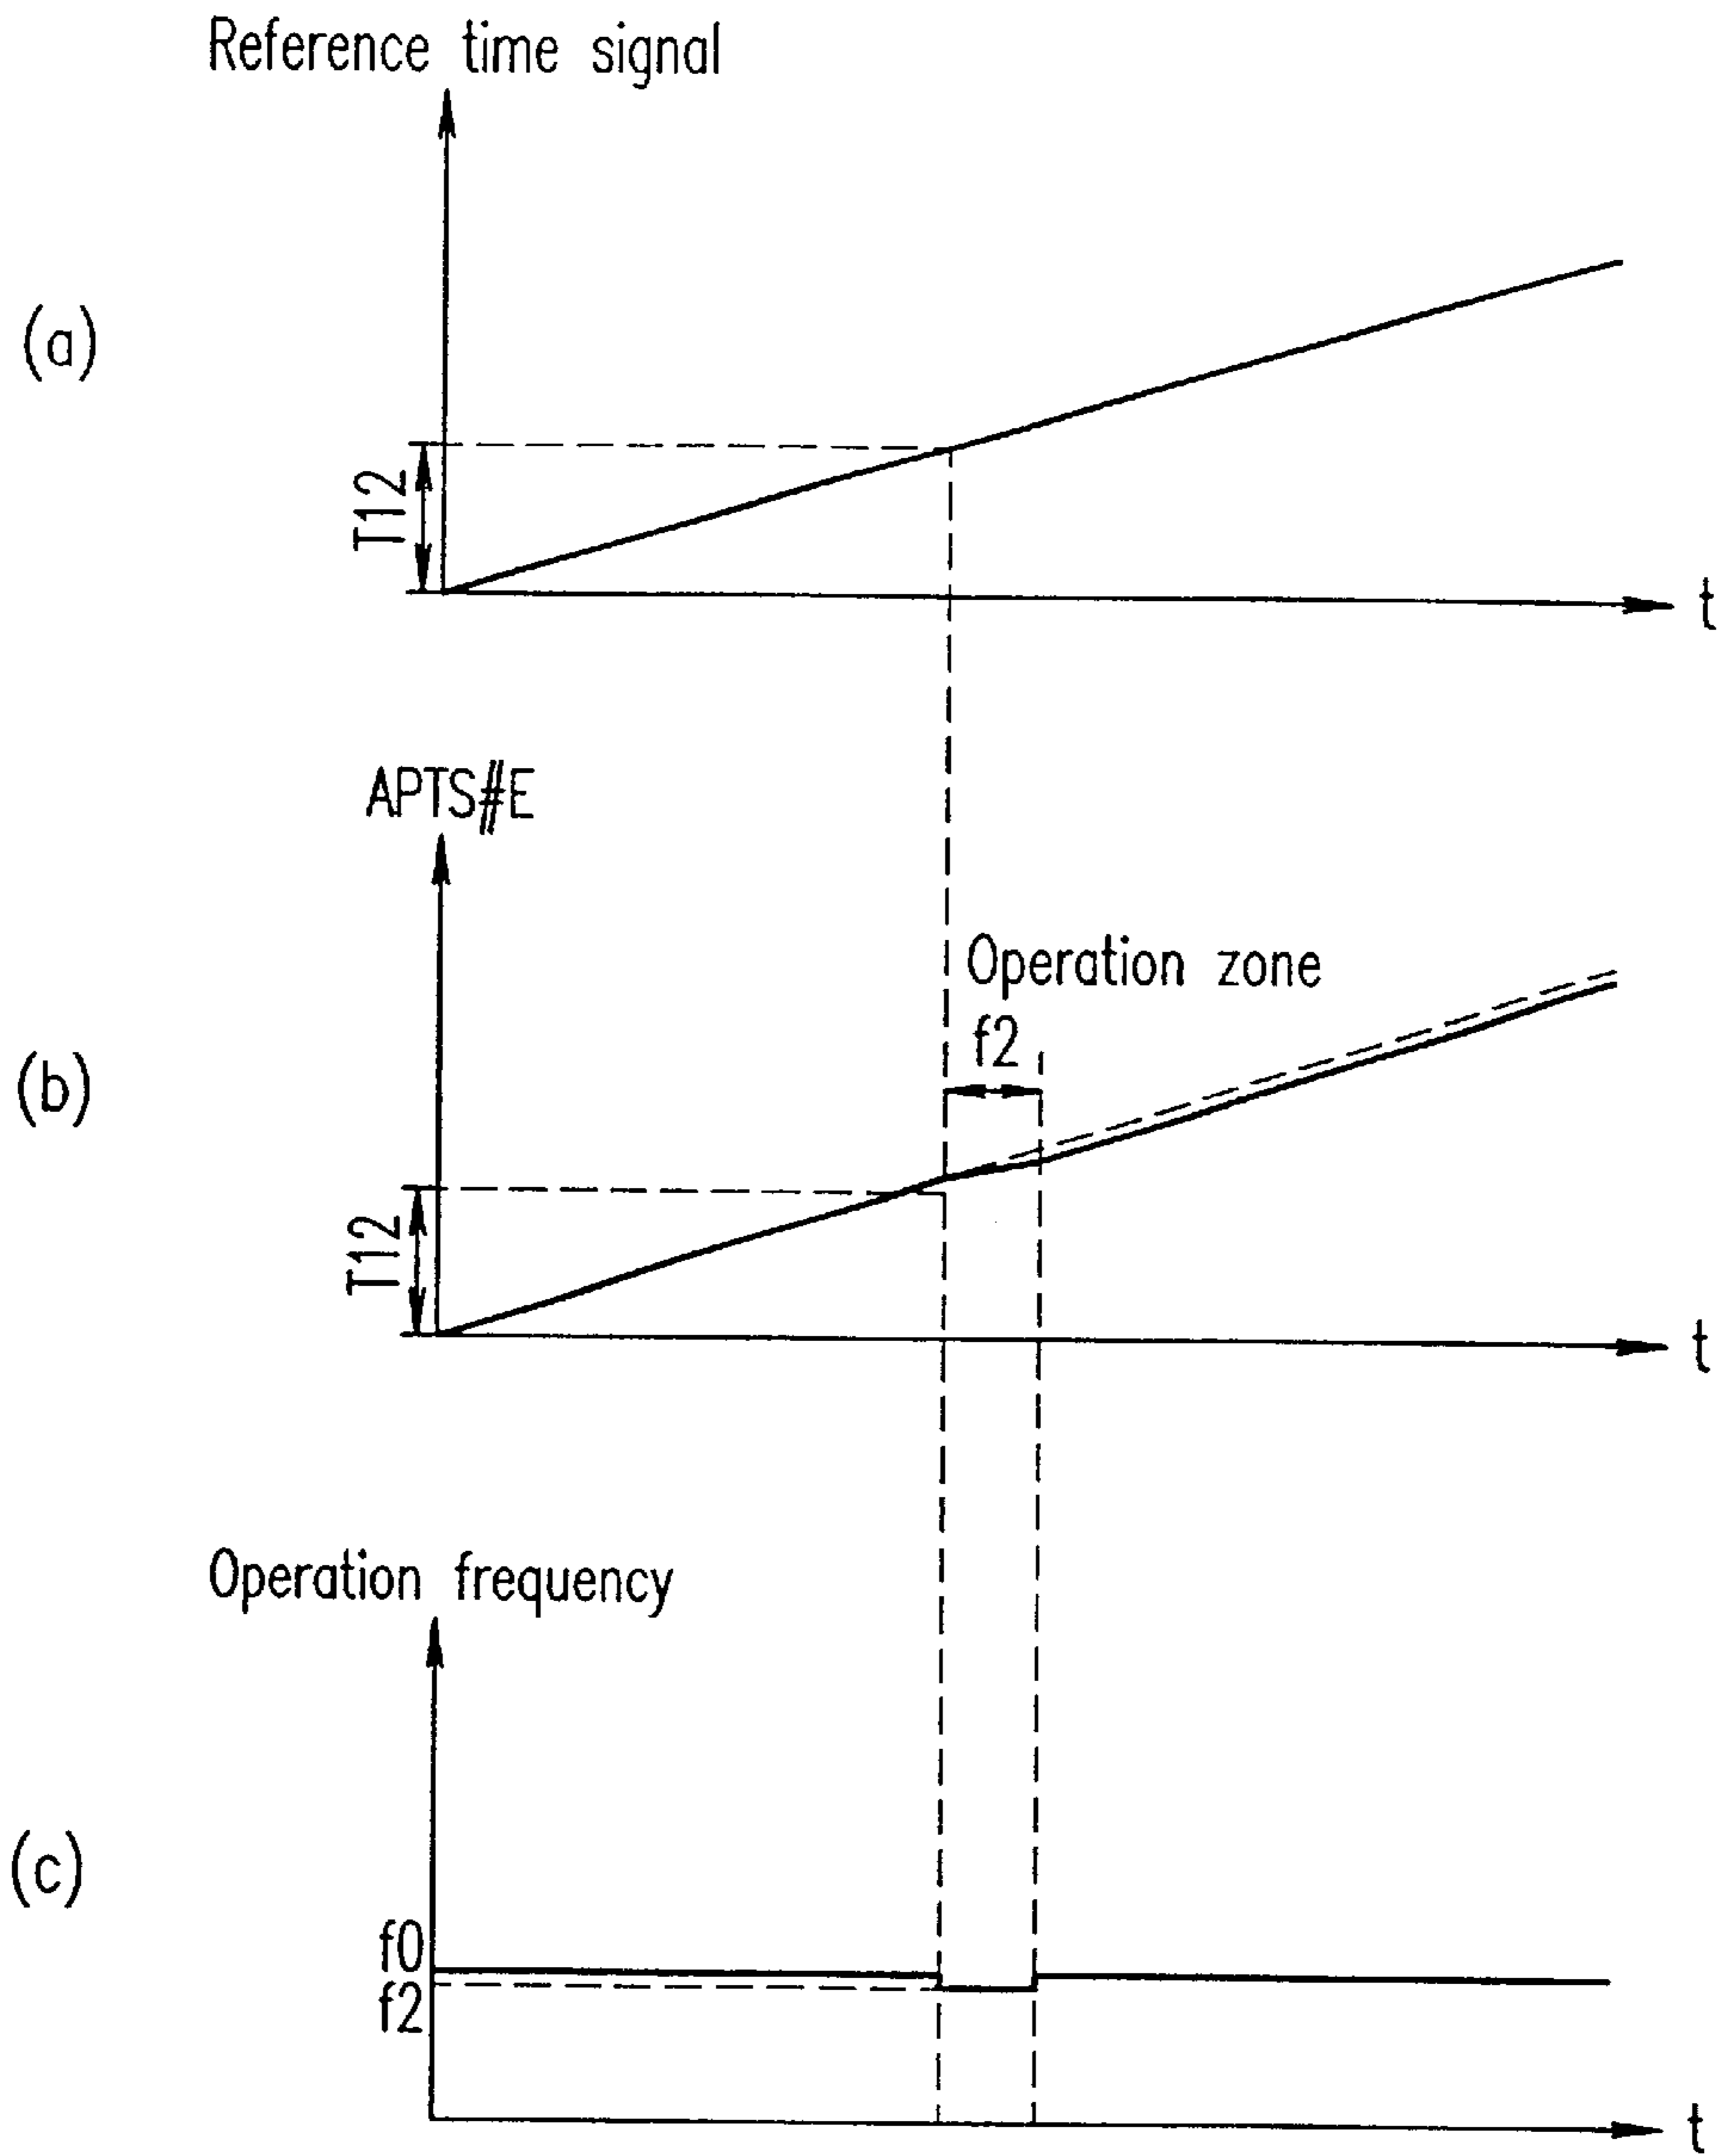 Reference time signal
(a)
T12
t
APTS#E
Operation zone
f2
(b)
T12
t
Operation frequency
(c)
f0
f2
t